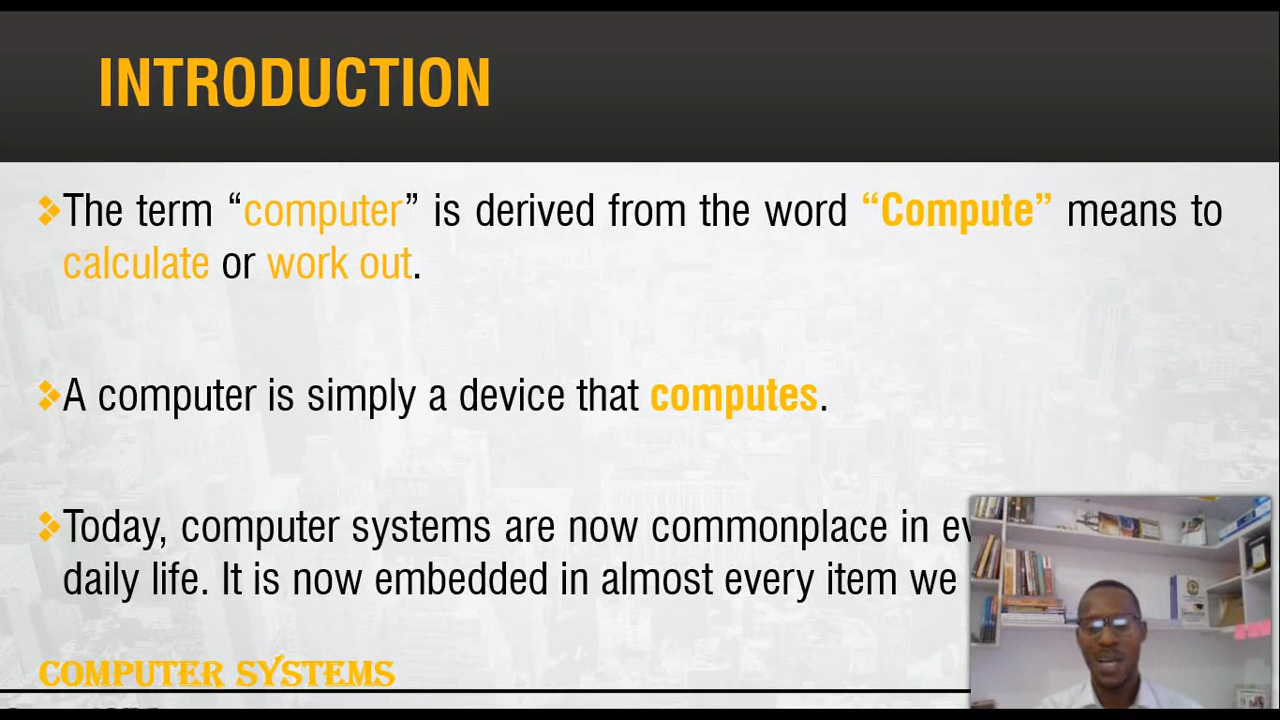 INTRODUCTION
The term “computer” is derived from the word “Compute” means to
calculate or work out.
A computer is simply a device that computes.
Today, computer systems are now commonplace in
daily life. It is now embedded in almost every item we
COMPUTER SYSTEMS